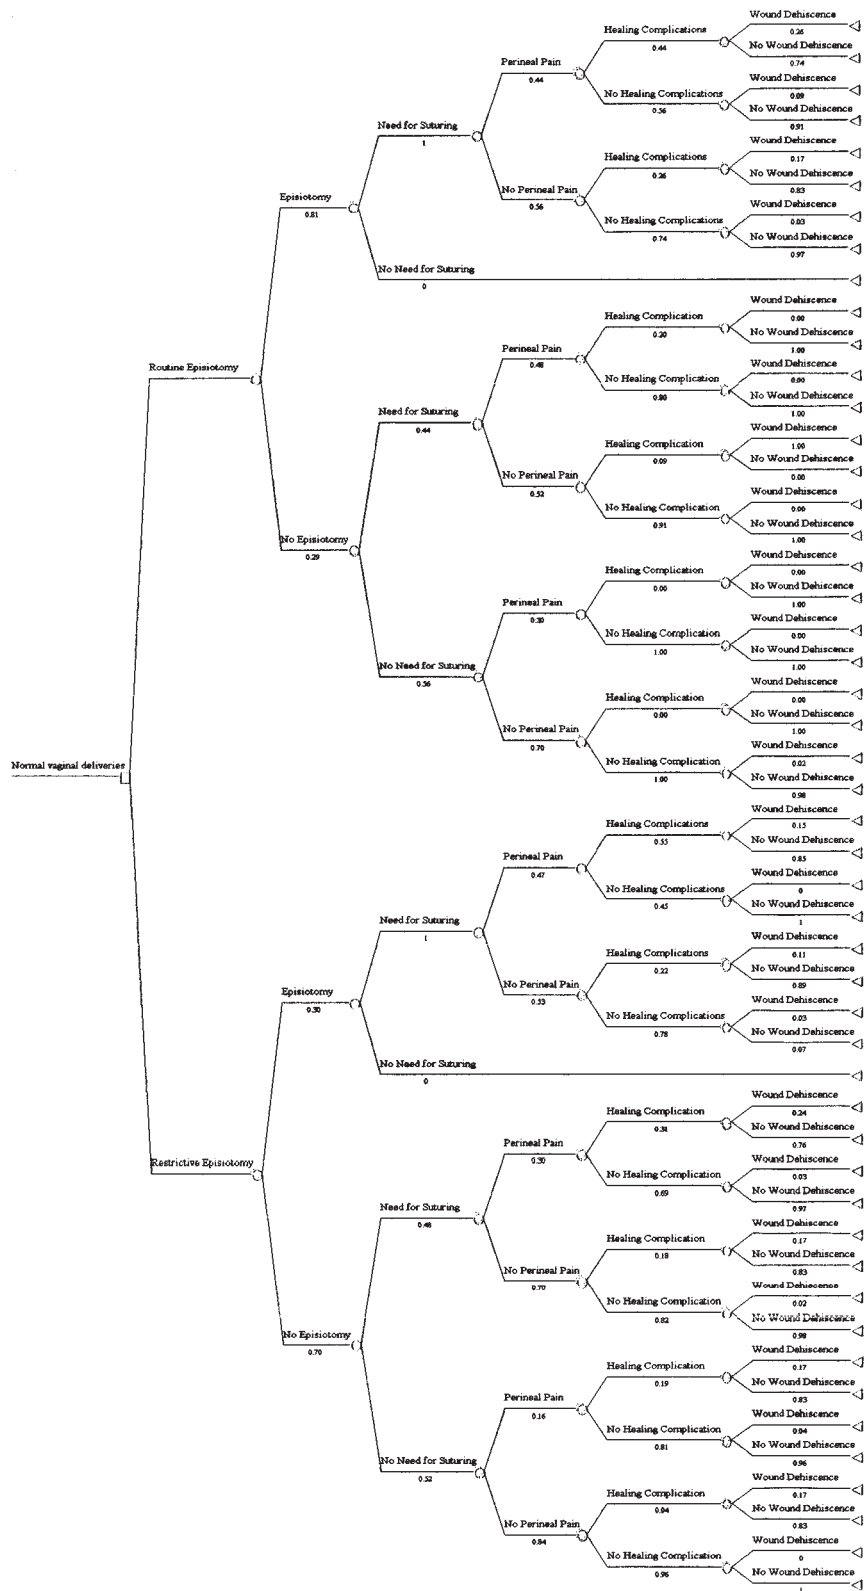 Wound Dehiscence
0.26
Healing Complications
0.44
No Wound Dehiscence
0.74
Perineal Pain
0.44
Wound Dehiscence
0.09
No Healing Complications
0.56
No Wound Dehiscence
0.91
Need for Suturing
1
Wound Dehiscence
0.17
Healing Complications
0.26
No Wound Dehiscence
0.83
No Perineal Pain
0.56
Wound Dehiscence
0.03
No Healing Complications
0.74
No Wound Dehiscence
0.97
Episiotomy
0.81
No Need for Suturing
0
Wound Dehiscence
0.00
Healing Complication
0.20
No Wound Dehiscence
1.00
Perineal Pain
0.48
Wound Dehiscence
0.00
No Healing Complication
0.80
No Wound Dehiscence
1.00
Routine Episiotomy
Need for Suturing
0.44
Wound Dehiscence
1.00
Healing Complication
0.09
No Wound Dehiscence
0.00
No Perineal Pain
0.52
Wound Dehiscence
0.00
No Healing Complication
0.91
No Wound Dehiscence
1.00
No Episiotomy
0.29
Wound Dehiscence
0.00
Healing Complication
0.00
No Wound Dehiscence
1.00
Perineal Pain
0.30
Wound Dehiscence
0.00
No Healing Complication
1.00
No Wound Dehiscence
1.00
No Need for Suturing
0.56
Wound Dehiscence
0.00
Healing Complication
0.00
No Wound Dehiscence
1.00
No Perineal Pain
0.70
Wound Dehiscence
0.02
No Healing Complication
1.00
No Wound Dehiscence
0.98
Normal vaginal deliveries
Wound Dehiscence
0.15
Healing Complications
0.55
No Wound Dehiscence
0.85
Perineal Pain
0.47
Wound Dehiscence
0
No Healing Complications
0.45
No Wound Dehiscence
1
Need for Suturing
1
Wound Dehiscence
0.11
Healing Complications
0.22
No Wound Dehiscence
0.89
No Perineal Pain
0.53
Wound Dehiscence
0.03
No Healing Complications
0.78
No Wound Dehiscence
0.07
Episiotomy
0.30
No Need for Suturing
0
Wound Dehiscence
0.24
Healing Complication
0.31
No Wound Dehiscence
0.76
Perineal Pain
0.30
Wound Dehiscence
0.03
No Healing Complication
0.69
No Wound Dehiscence
0.97
Restrictive Episiotomy
Need for Suturing
0.48
Wound Dehiscence
0.17
Healing Complication
0.18
No Wound Dehiscence
0.83
No Perineal Pain
0.70
Wound Dehiscence
0.02
No Healing Complication
0.82
No Wound Dehiscence
0.98
No Episiotomy
0.70
Wound Dehiscence
0.17
Healing Complication
0.19
No Wound Dehiscence
0.83
Perineal Pain
0.16
Wound Dehiscence
0.04
No Healing Complication
0.81
No Wound Dehiscence
0.96
No Need for Suturing
0.52
Wound Dehiscence
0.17
Healing Complication
0.04
No Wound Dehiscence
0.83
No Perineal Pain
0.84
Wound Dehiscence
0
No Healing Complication
0.96
No Wound Dehiscence
1